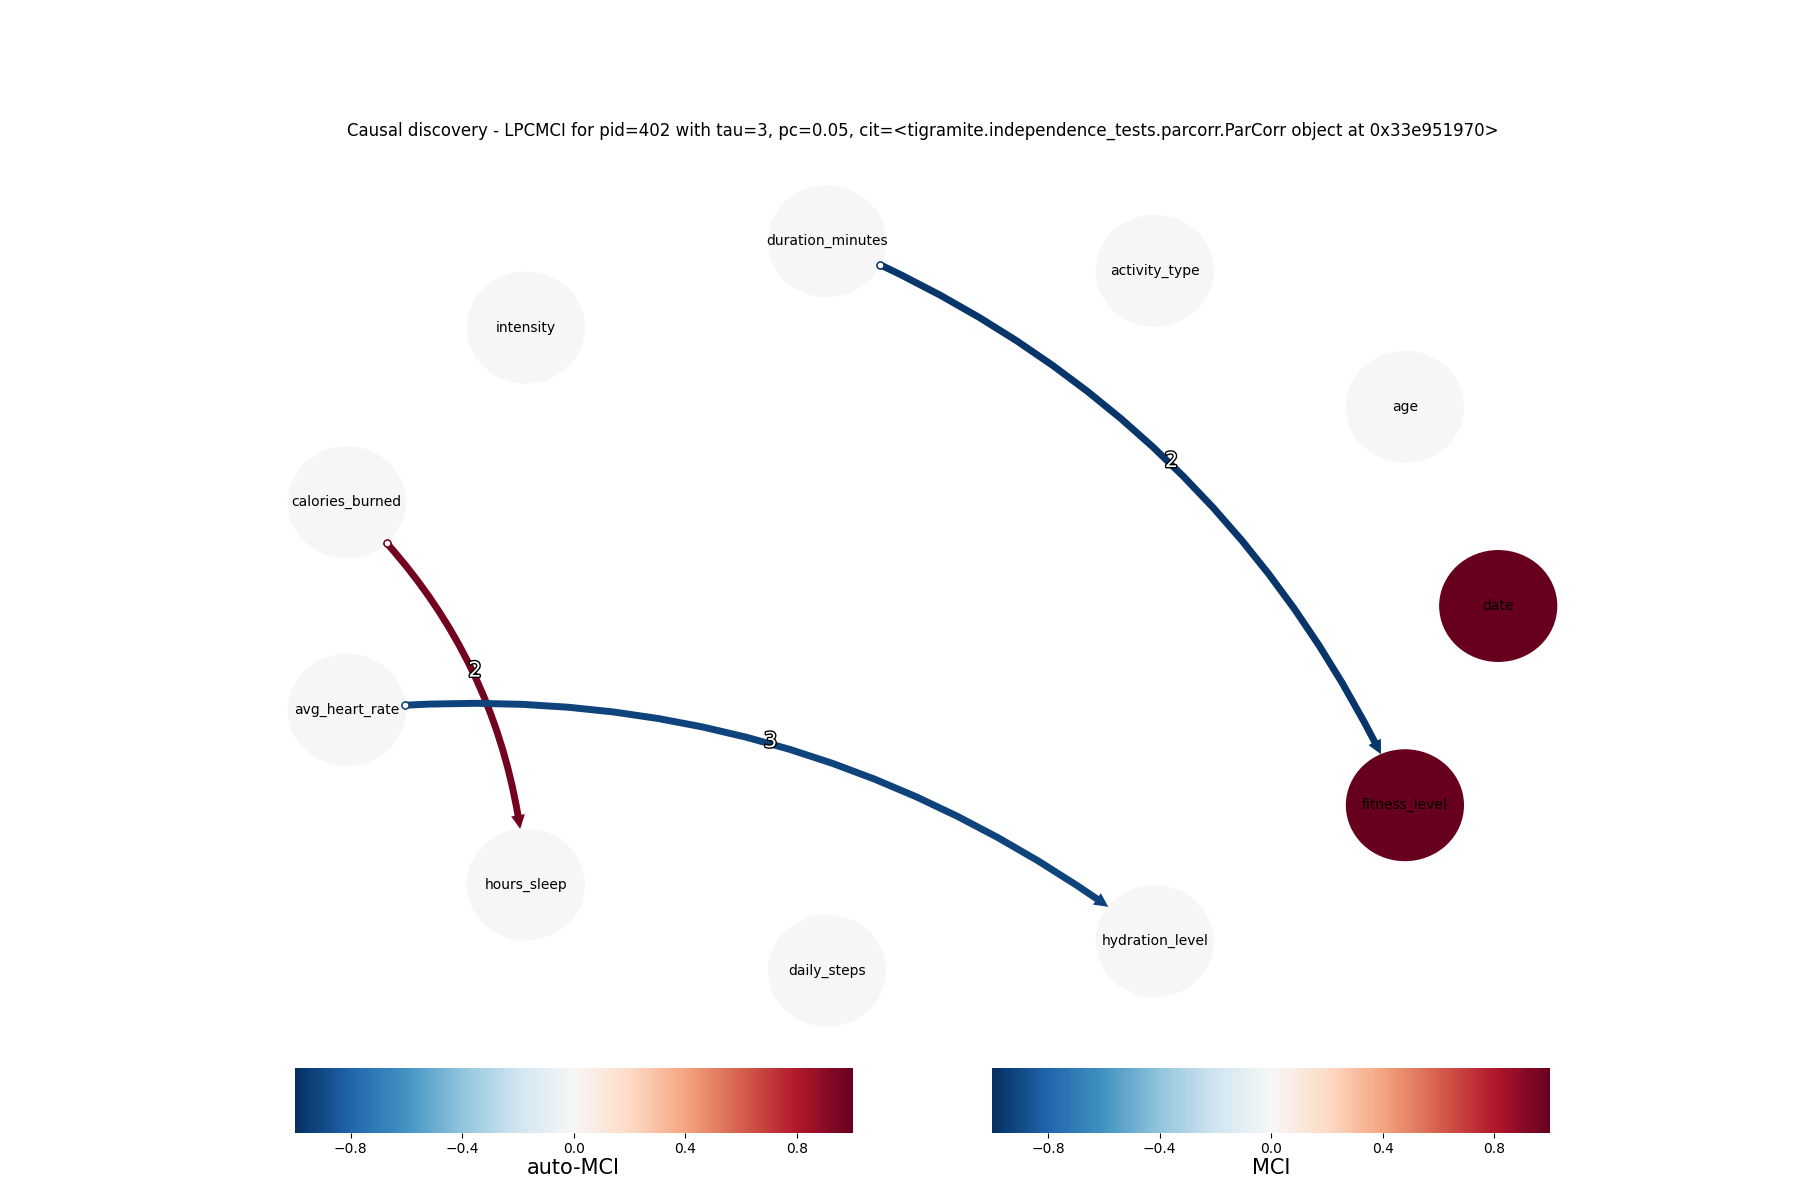 Causal discovery - LPCMCI for pid=402 with tau=3, pc=0.05, cit=<tigramite.independence_tests.parcorr.ParCorr object at 0x33e951970>
duration_minutes
activity_type
intensity
age
2
calories_burned
date
2
avg_heart_rate
3
fitness_level
hours_sleep
hydration_level
daily_steps
−0.8 −0.4 0.0 0.4 0.8
auto-MCI
−0.8 −0.4 0.0 0.4 0.8
MCI